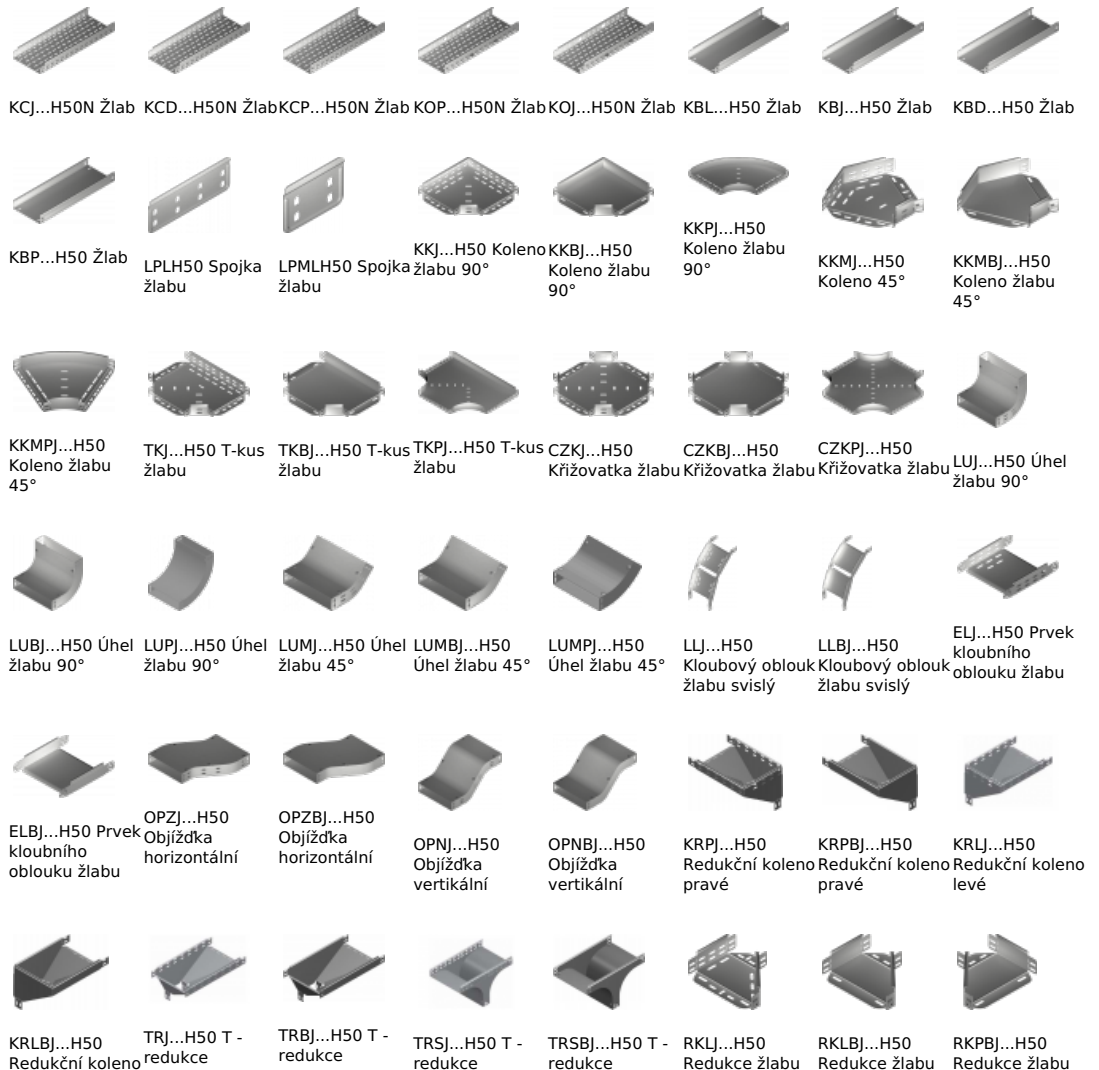 KCJ...H50N Žlab
KCD...H50N Žlab
KCP...H50N Žlab
KOP...H50N Žlab
KOJ...H50N Žlab
KBL...H50 Žlab
KBJ...H50 Žlab
KBD...H50 Žlab
KBP...H50 Žlab
LPLH50 Spojka
žlabu
LPMLH50 Spojka
žlabu
KKJ...H50 Koleno
žlabu 90°
KKBJ...H50
Koleno žlabu
90°
KKPJ...H50
Koleno žlabu
90°
KKMJ...H50
Koleno 45°
KKMBJ...H50
Koleno žlabu
45°
KKMPJ...H50
Koleno žlabu
45°
TKJ...H50 T-kus
žlabu
TKBJ...H50 T-kus
žlabu
TKPJ...H50 T-kus
žlabu
CZKJ...H50
Křižovatka žlabu
CZKBJ...H50
Křižovatka žlabu
CZKPJ...H50
Křižovatka žlabu
LUJ...H50 Úhel
žlabu 90°
LUBJ...H50 Úhel
žlabu 90°
LUPJ...H50 Úhel
žlabu 90°
LUMJ...H50 Úhel
žlabu 45°
LUMBJ...H50
Úhel žlabu 45°
LUMPJ...H50
Úhel žlabu 45°
LLJ...H50
Kloubový oblouk
žlabu svislý
LLBJ...H50
Kloubový oblouk
žlabu svislý
ELJ...H50 Prvek
kloubního
oblouku žlabu
ELBJ...H50 Prvek
kloubního
oblouku žlabu
OPZJ...H50
Objížďka
horizontální
OPZBJ...H50
Objížďka
horizontální
OPNJ...H50
Objížďka
vertikální
OPNBJ...H50
Objížďka
vertikální
KRPJ...H50
Redukční koleno
pravé
KRPBJ...H50
Redukční koleno
pravé
KRLJ...H50
Redukční koleno
levé
KRLBJ...H50
Redukční koleno
TRJ...H50 T -
redukce
TRBJ...H50 T -
redukce
TRSJ...H50 T -
redukce
TRSBJ...H50 T -
redukce
RKLJ...H50
Redukce žlabu
RKLBJ...H50
Redukce žlabu
RKPBJ...H50
Redukce žlabu